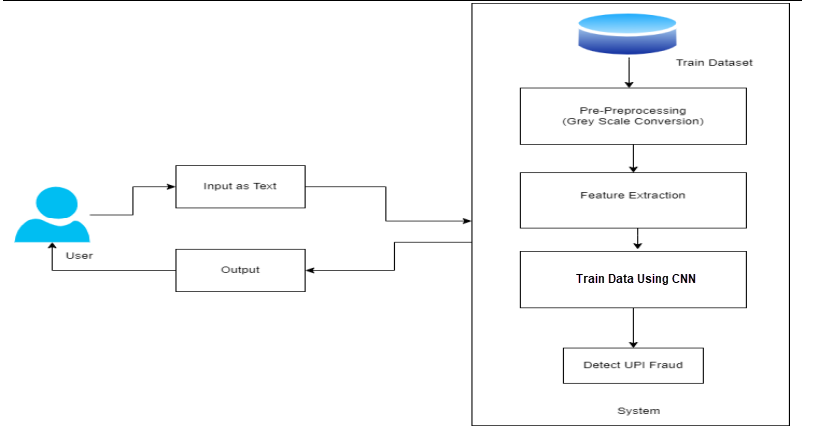 Train Dataset
Pre-Preprocessing
(Grey Scale Conversion)
Input as Text
Feature Extraction
User
Output
Train Data Using CNN
Detect UPI Fraud
System